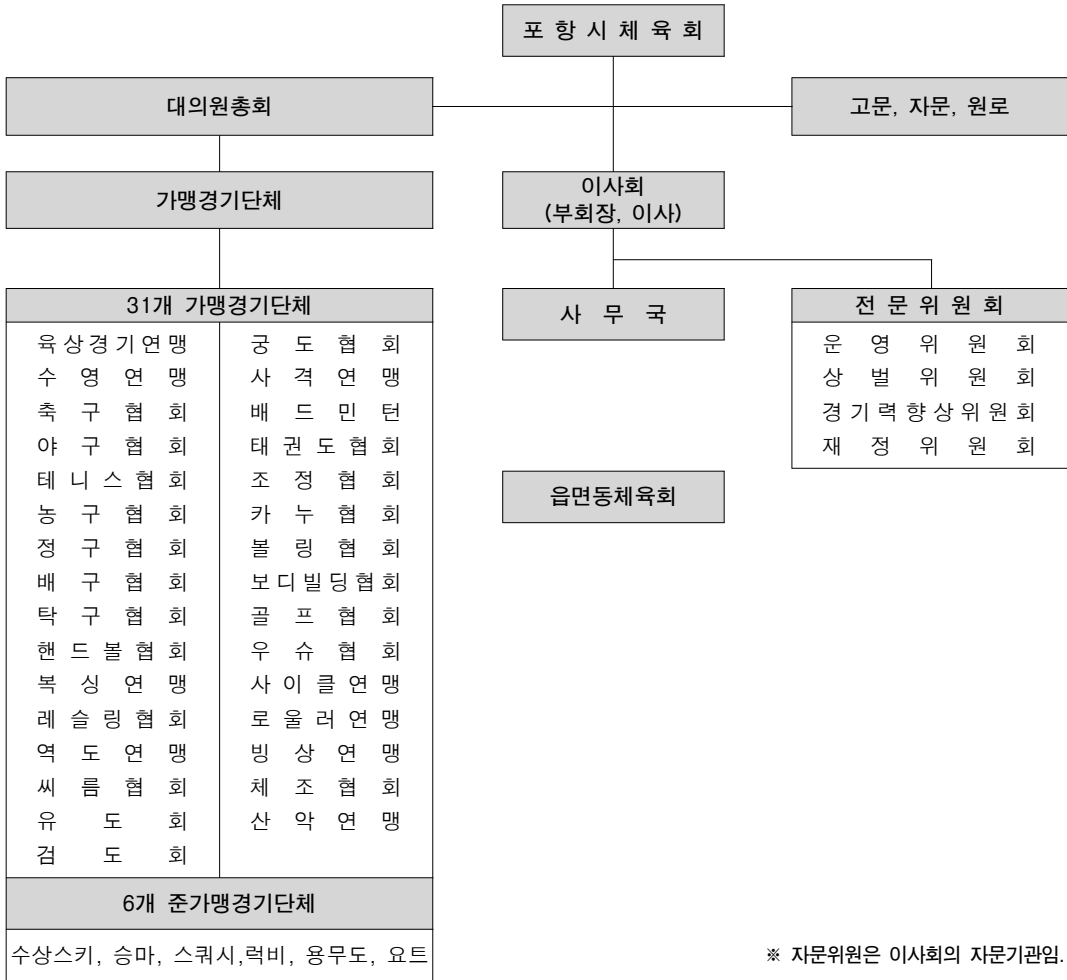 포 항 시 체 육 회
대의원총회
고문, 자문, 원로
가맹경기단체
이사회
(부회장, 이사)
31개 가맹경기단체
육상경기연맹
수 영 연 맹
축 구 협 회
야 구 협 회
테 니 스 협 회
농 구 협 회
정 구 협 회
배 구 협 회
탁 구 협 회
핸 드 볼 협 회
복 싱 연 맹
레 슬 링 협 회
역 도 연 맹
씨 름 협 회
유 도 회
검 도 회
궁 도 협 회
사 격 연 맹
배 드 민 턴
태 권 도 협 회
조 정 협 회
카 누 협 회
볼 링 협 회
보디빌딩협회
골 프 협 회
우 슈 협 회
사 이 클 연 맹
로 울 러 연 맹
빙 상 연 맹
체 조 협 회
산 악 연 맹
6개 준가맹경기단체
수상스키, 승마, 스쿼시,럭비, 용무도, 요트
사 무 국
읍면동체육회
전 문 위 원 회
운 영 위 원 회
상 벌 위 원 회
경기력향상위원회
재 정 위 원 회
※ 자문위원은 이사회의 자문기관임.